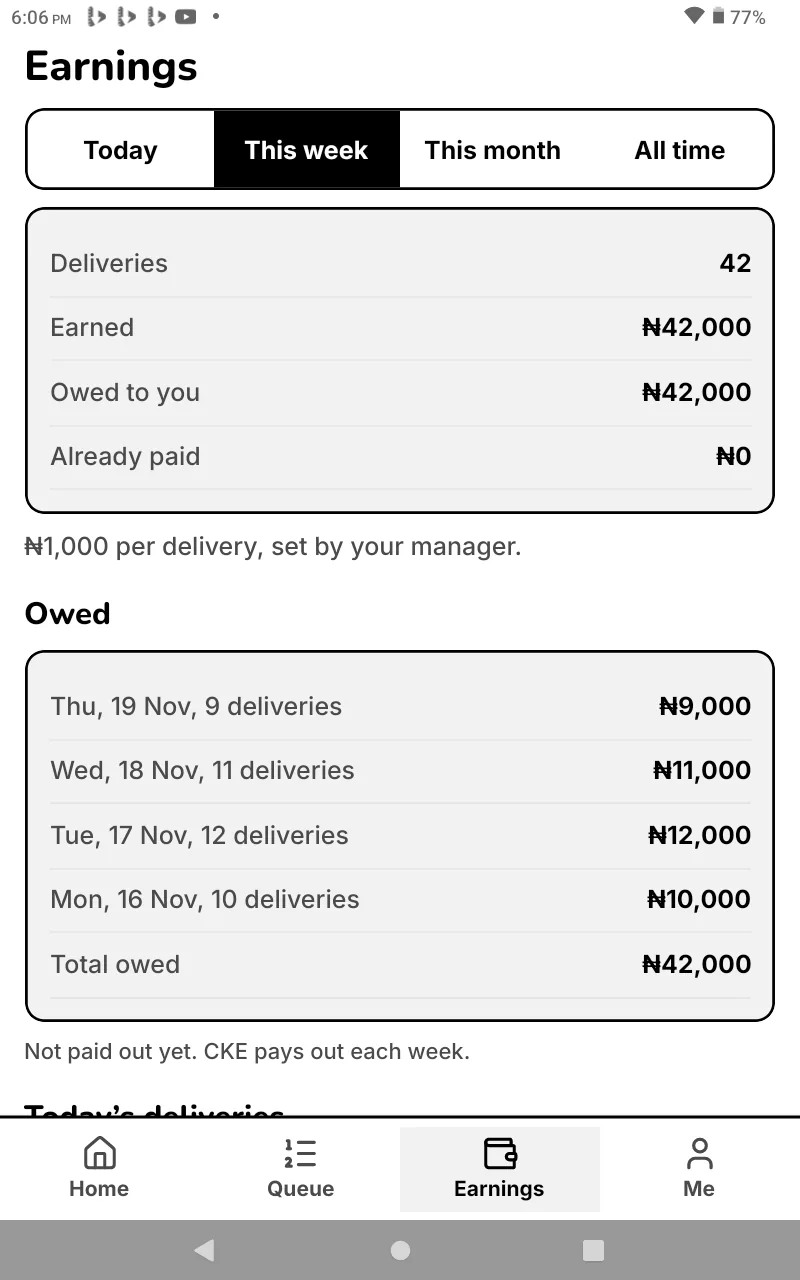 6:06 PM
77%
Earnings
Today This week This month All time
Deliveries 42
Earned ₦42,000
Owed to you ₦42,000
Already paid ₦0
₦1,000 per delivery, set by your manager.
Owed
Thu, 19 Nov, 9 deliveries ₦9,000
Wed, 18 Nov, 11 deliveries ₦11,000
Tue, 17 Nov, 12 deliveries ₦12,000
Mon, 16 Nov, 10 deliveries ₦10,000
Total owed ₦42,000
Not paid out yet. CKE pays out each week.
Today’s deliveries
Home Queue Earnings Me